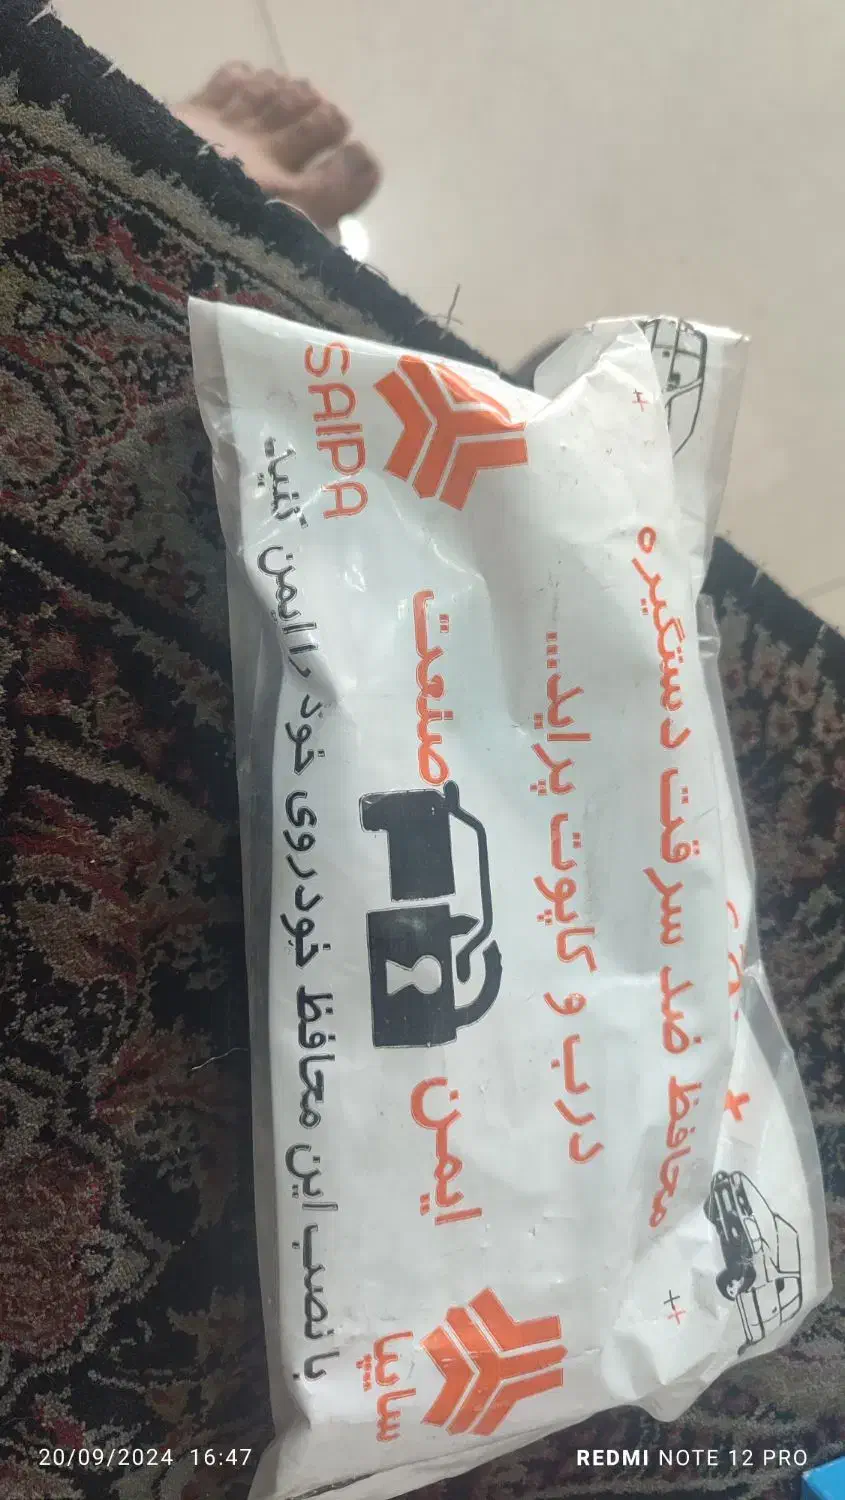 محافظ ضد سرقت دستگیره
درب و کاپوت پراید...
ایمن صنعت
سایپا
SAIPA
با نصب این محافظ خودروی خود را ایمن کنید.
20/09/2024 16:47
REDMI NOTE 12 PRO